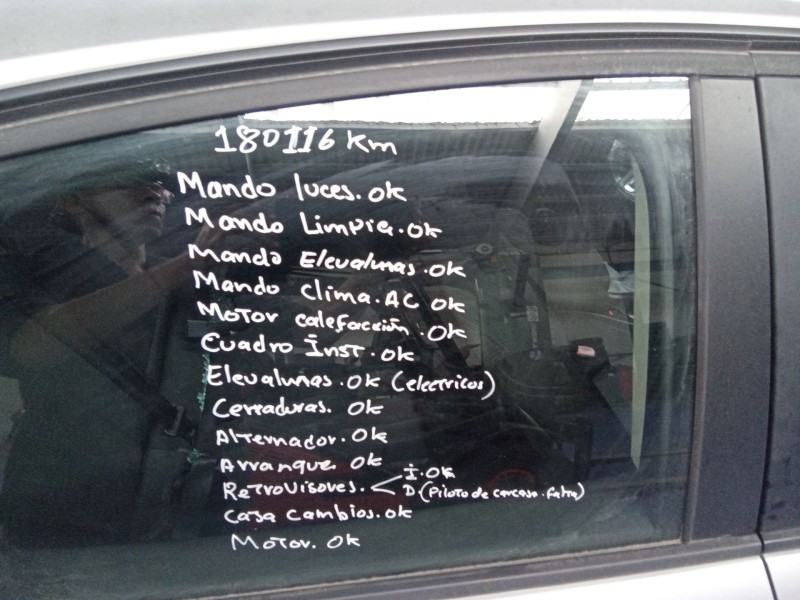 180116 Km
Mando luces. ok
Mando Limpia. ok
Mando Elevalunas. ok
Mando Clima. AC ok
Motor calefacción. ok
Cuadro Inst. ok
Elevalunas. ok (electricos)
Cerraduras. ok
Alternador. ok
Arranque ok
Retrovisores. < I. ok
D (Piloto de carcasa. falta)
Caja Cambios. ok
Motor. ok